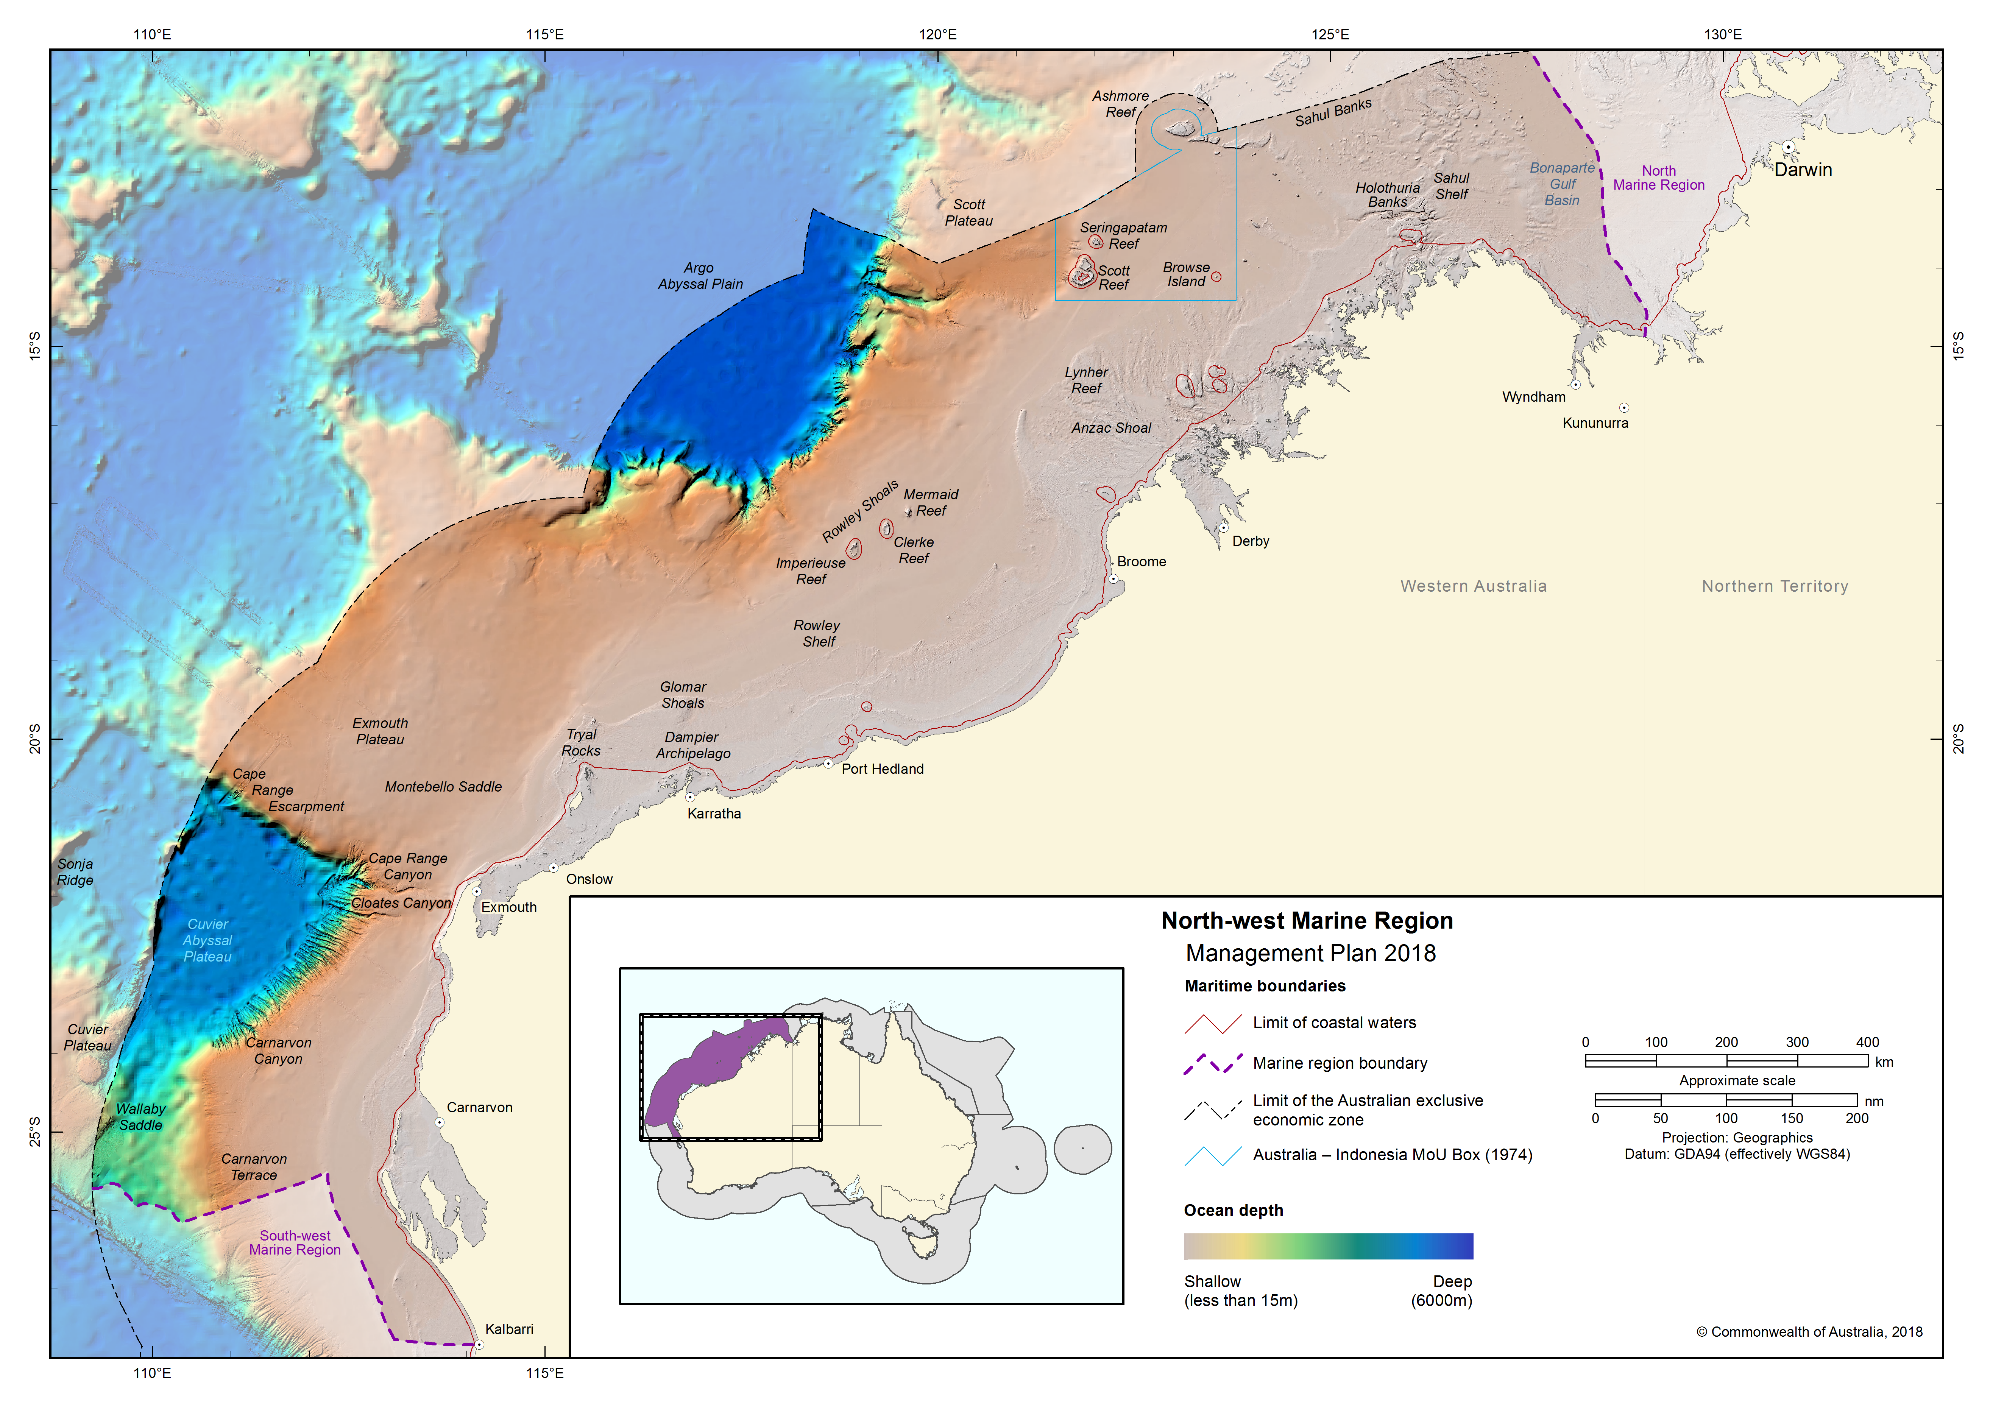 110°E
115°E
120°E
125°E
130°E
Ashmore
Reef
Sahul Banks
Darwin
North
Marine Region
Bonaparte
Gulf
Basin
Sahul
Shelf
Holothuria
Banks
Scott
Plateau
Seringapatam
Reef
Scott
Reef
Browse
Island
Argo
Abyssal Plain
15°S
15°S
Lynher
Reef
Anzac Shoal
Wyndham
Kununurra
Rowley Shoals
Mermaid
Reef
Clerke
Reef
Imperieuse
Reef
Derby
Broome
Western Australia
Northern Territory
Rowley
Shelf
Glomar
Shoals
Exmouth
Plateau
Tryal
Rocks
Dampier
Archipelago
20°S
20°S
Port Hedland
Cape
Range
Escarpment
Montebello Saddle
Karratha
Sonja
Ridge
Cape Range
Canyon
Onslow
Cloates Canyon
Exmouth
Cuvier
Abyssal
Plateau
Cuvier
Plateau
Carnarvon
Canyon
Wallaby
Saddle
Carnarvon
25°S
Carnarvon
Terrace
South-west
Marine Region
Kalbarri
110°E
115°E
North-west Marine Region
Management Plan 2018
Maritime boundaries
Limit of coastal waters
Marine region boundary
Limit of the Australian exclusive
economic zone
Australia – Indonesia MoU Box (1974)
Ocean depth
Shallow
(less than 15m)
Deep
(6000m)
0 100 200 300 400
km
Approximate scale
nm
0 50 100 150 200
Projection: Geographics
Datum: GDA94 (effectively WGS84)
© Commonwealth of Australia, 2018